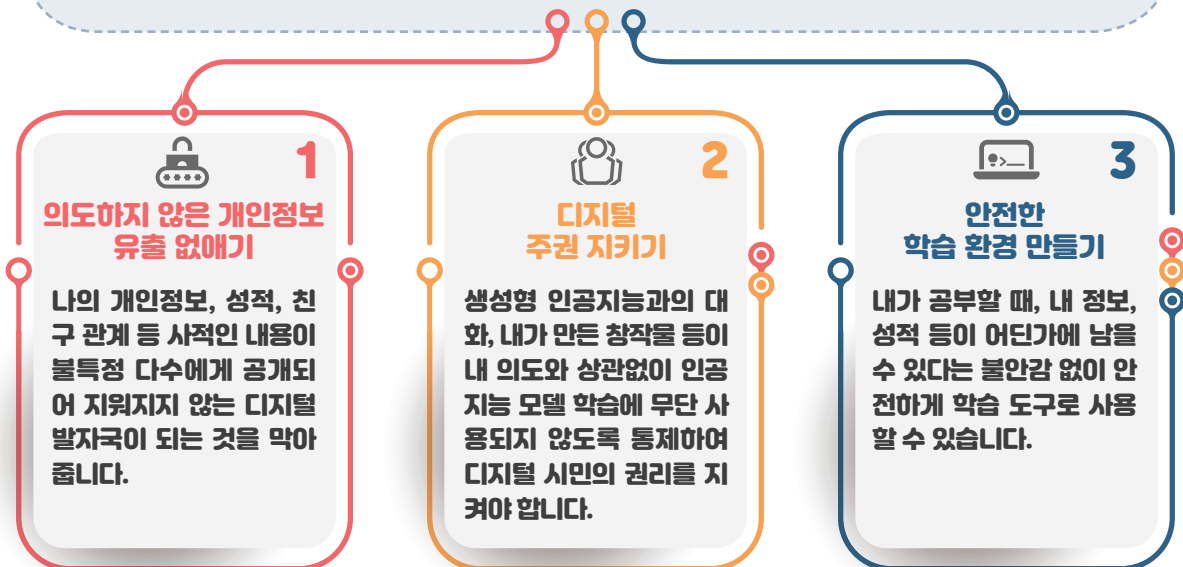 1
의도하지 않은 개인정보
유출 없애기
나의 개인정보, 성적, 친
구 관계 등 사적인 내용이
불특정 다수에게 공개되
어 지워지지 않는 디지털
발자국이 되는 것을 막아
줍니다.
2
디지털
주권 지키기
생성형 인공지능과의 대
화, 내가 만든 창작물 등이
내 의도와 상관없이 인공
지능 모델 학습에 무단 사
용되지 않도록 통제하여
디지털 시민의 권리를 지
켜야 합니다.
3
안전한
학습 환경 만들기
내가 공부할 때, 내 정보,
성적 등이 어딘가에 남을
수 있다는 불안감 없이 안
전하게 학습 도구로 사용
할 수 있습니다.